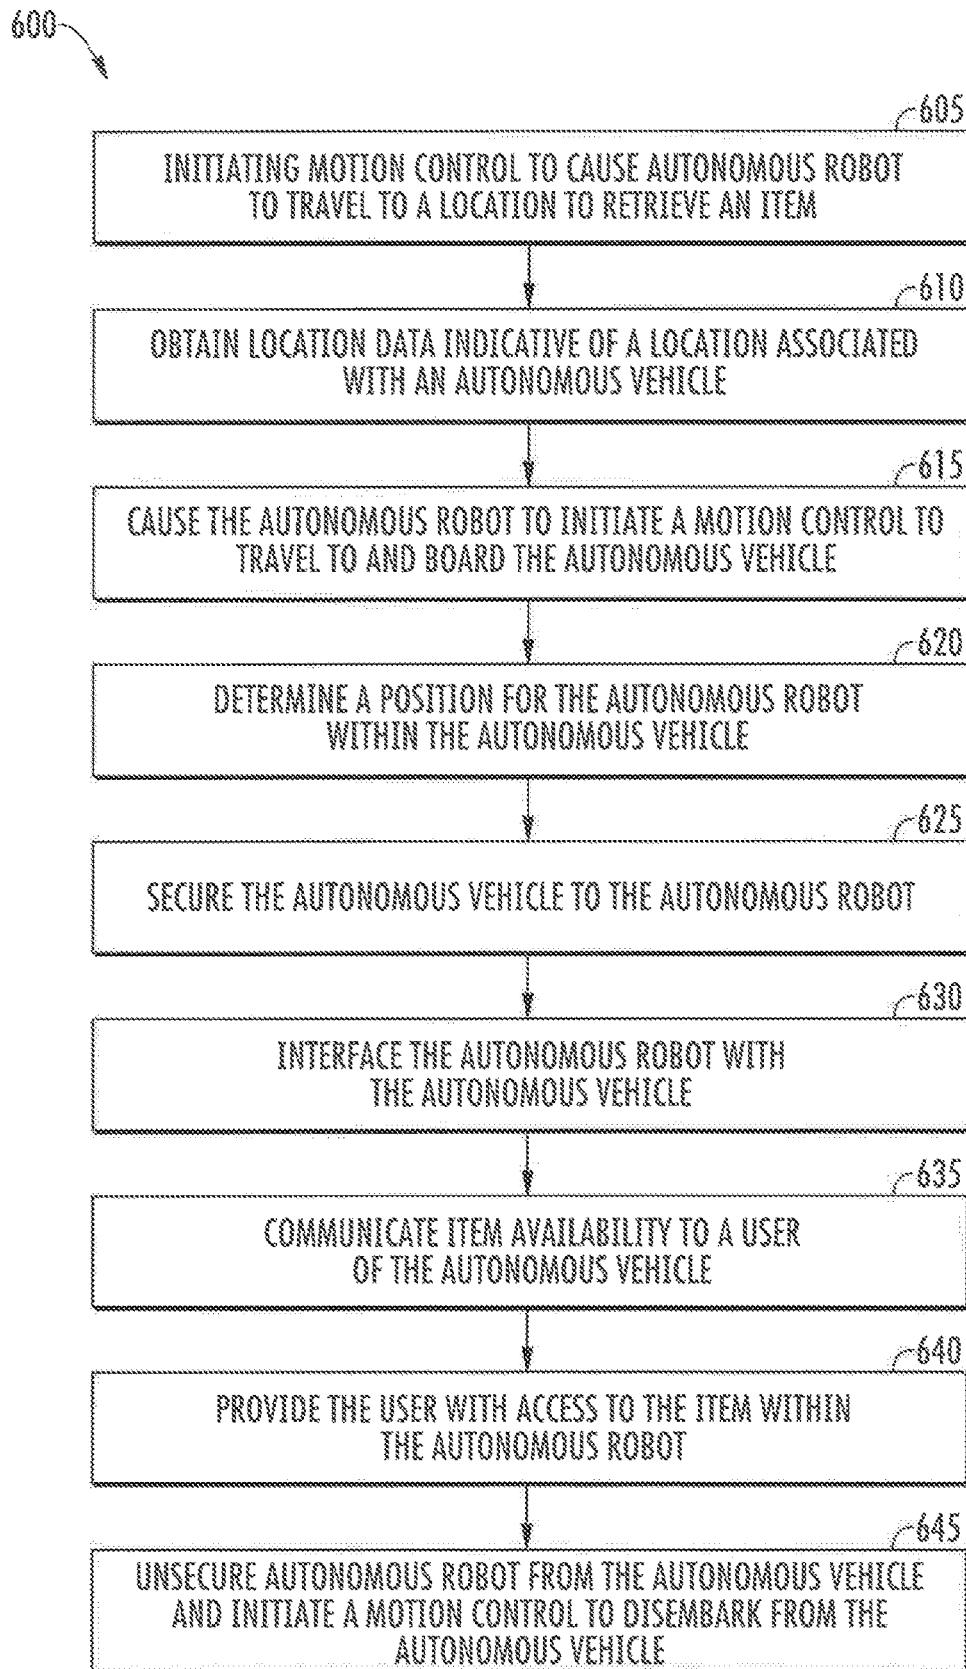 600
605
INITIATING MOTION CONTROL TO CAUSE AUTONOMOUS ROBOT
TO TRAVEL TO A LOCATION TO RETRIEVE AN ITEM
610
OBTAIN LOCATION DATA INDICATIVE OF A LOCATION ASSOCIATED
WITH AN AUTONOMOUS VEHICLE
615
CAUSE THE AUTONOMOUS ROBOT TO INITIATE A MOTION CONTROL TO
TRAVEL TO AND BOARD THE AUTONOMOUS VEHICLE
620
DETERMINE A POSITION FOR THE AUTONOMOUS ROBOT
WITHIN THE AUTONOMOUS VEHICLE
625
SECURE THE AUTONOMOUS VEHICLE TO THE AUTONOMOUS ROBOT
630
INTERFACE THE AUTONOMOUS ROBOT WITH
THE AUTONOMOUS VEHICLE
635
COMMUNICATE ITEM AVAILABILITY TO A USER
OF THE AUTONOMOUS VEHICLE
640
PROVIDE THE USER WITH ACCESS TO THE ITEM WITHIN
THE AUTONOMOUS ROBOT
645
UNSECURE AUTONOMOUS ROBOT FROM THE AUTONOMOUS VEHICLE
AND INITIATE A MOTION CONTROL TO DISEMBARK FROM THE
AUTONOMOUS VEHICLE